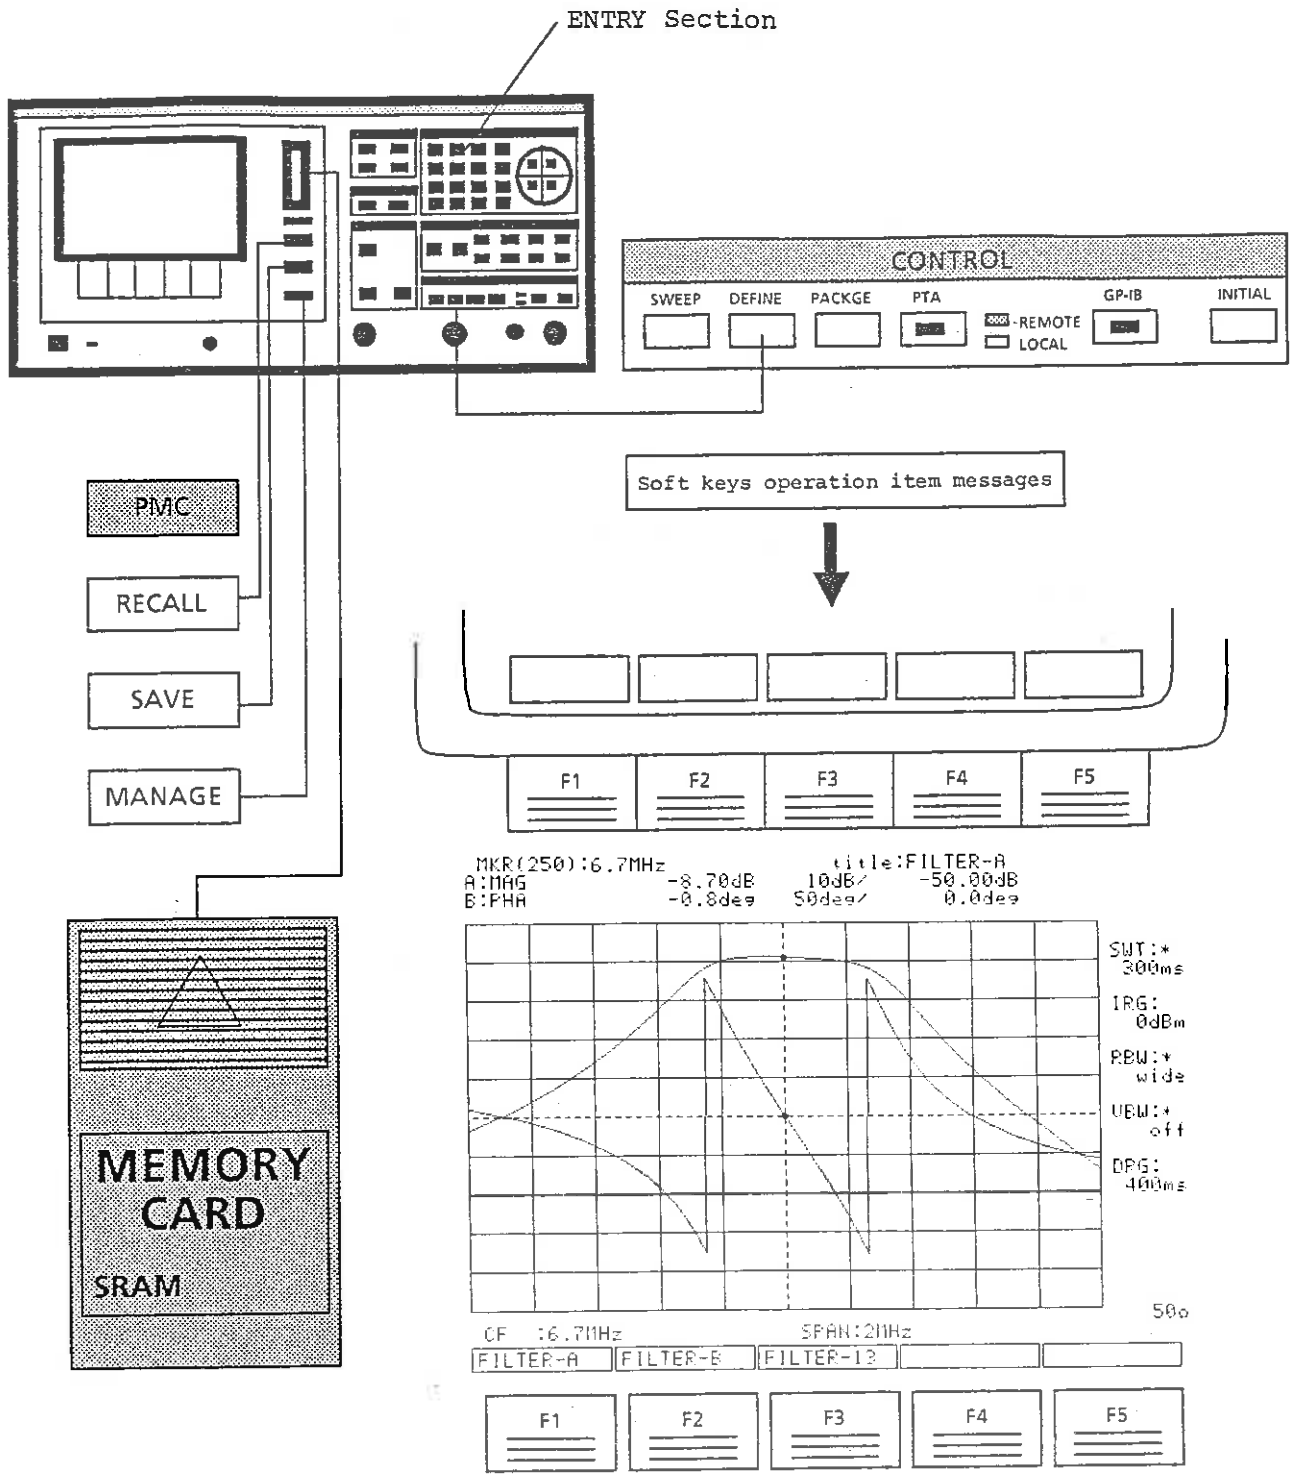 ENTRY Section
CONTROL
SWEEP DEFINE PACKGE PTA GP-IB INITIAL
-REMOTE
LOCAL
Soft keys operation item messages
PMC
RECALL
SAVE
MANAGE
F1 F2 F3 F4 F5
MKR(250):6.7MHz title:FILTER-A
A:MAG -8.70dB 10dB/ -50.00dB
B:PHA -0.8deg 50deg/ 0.0deg
SWT:*
300ms
IRG:
0dBm
RBW:*
wide
VBW:*
off
DRG:
400ms
MEMORY
CARD
SRAM
50Ω
CF :6.7MHz SPAN:2MHz
FILTER-A FILTER-B FILTER-13
F1 F2 F3 F4 F5